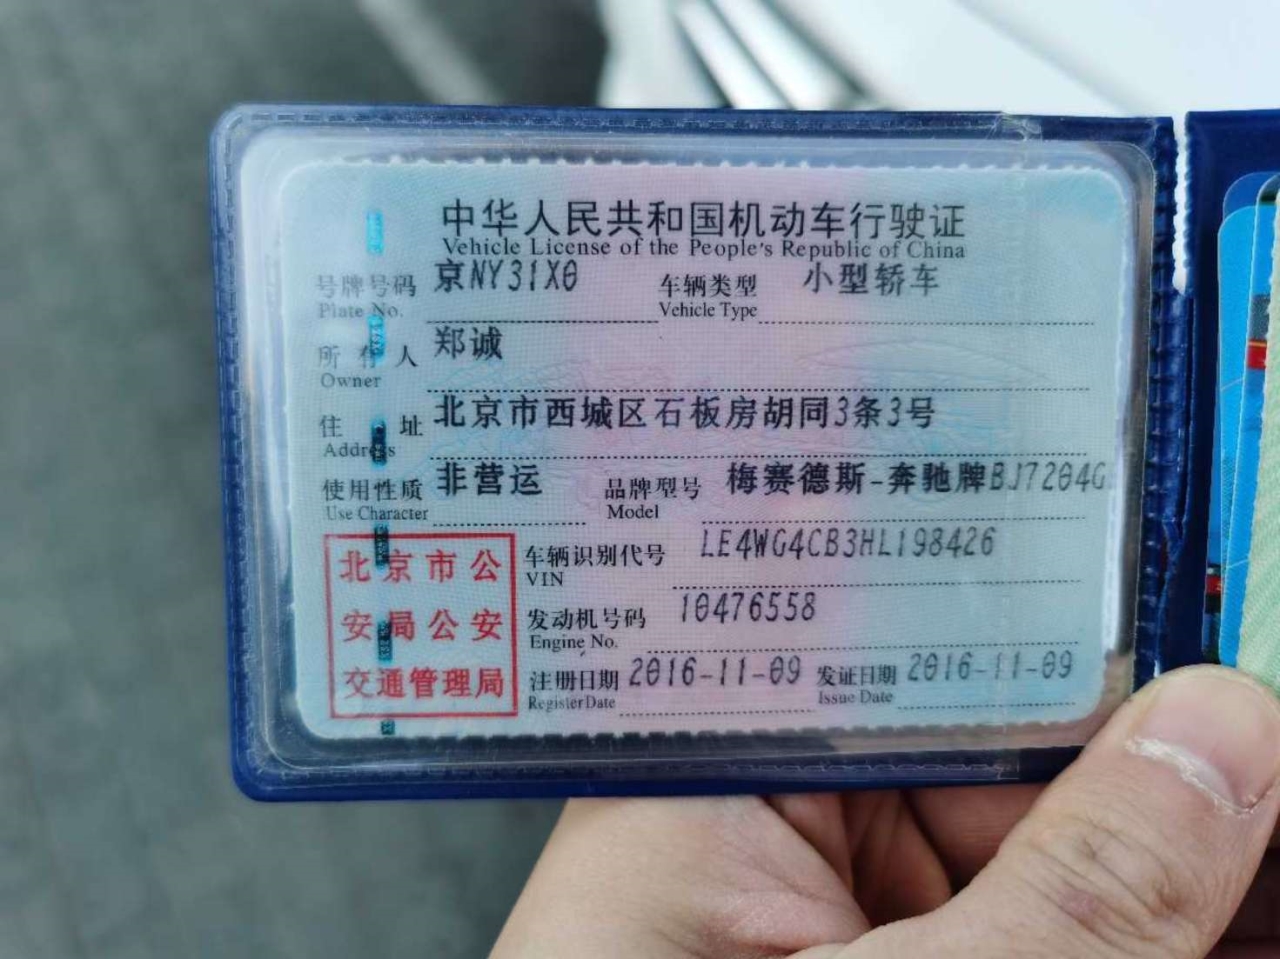 中华人民共和国机动车行驶证
Vehicle License of the People's Republic of China
号牌号码 京NY31X0 车辆类型 小型轿车
Plate No. Vehicle Type
所有人 郑诚
Owner
住址 北京市西城区石板房胡同3条3号
Address
使用性质 非营运 品牌型号 梅赛德斯-奔驰牌BJ7204G
Use Character Model
北京市公
安局公安
交通管理局
车辆识别代号 LE4WG4CB3HL198426
VIN
发动机号码 10476558
Engine No.
注册日期 2016-11-09 发证日期 2016-11-09
Register Date Issue Date